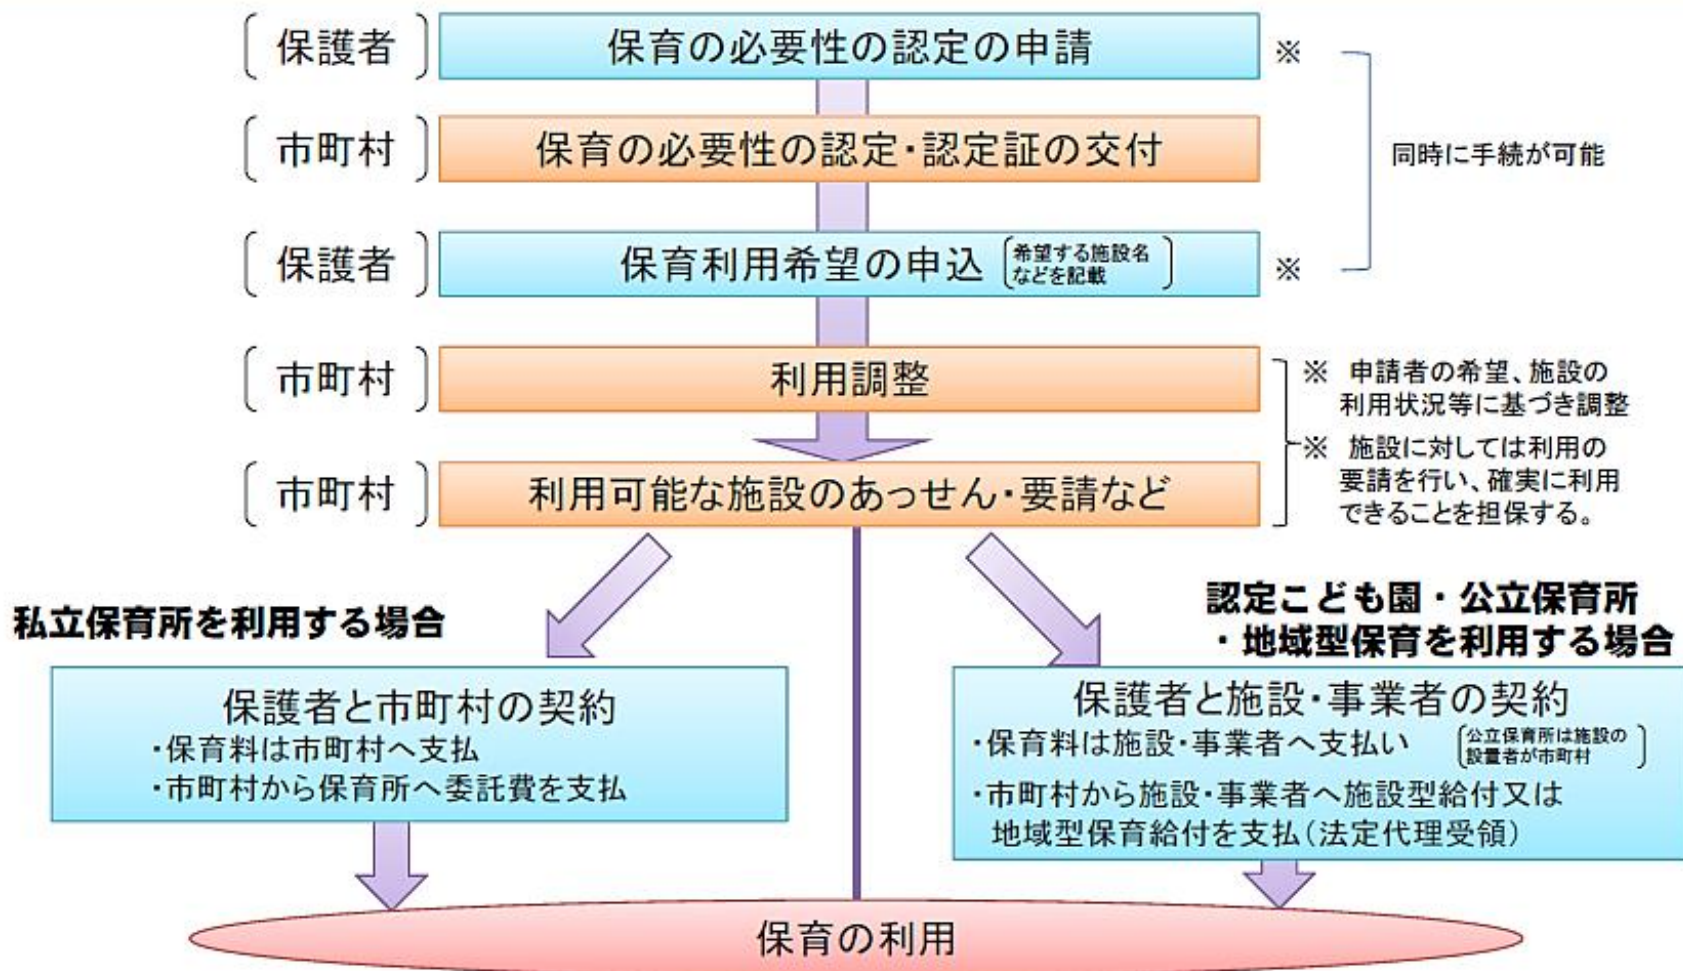 〔保護者〕 保育の必要性の認定の申請 ※
〔市町村〕 保育の必要性の認定・認定証の交付
同時に手続が可能
〔保護者〕 保育利用希望の申込 〔希望する施設名
などを記載〕 ※
〔市町村〕 利用調整
※ 申請者の希望、施設の
利用状況等に基づき調整
※ 施設に対しては利用の
要請を行い、確実に利用
できることを担保する。
〔市町村〕 利用可能な施設のあっせん・要請など
私立保育所を利用する場合
保護者と市町村の契約
・保育料は市町村へ支払
・市町村から保育所へ委託費を支払
認定こども園・公立保育所
・地域型保育を利用する場合
保護者と施設・事業者の契約
・保育料は施設・事業者へ支払い 〔公立保育所は施設の
設置者が市町村〕
・市町村から施設・事業者へ施設型給付又は
地域型保育給付を支払(法定代理受領)
保育の利用